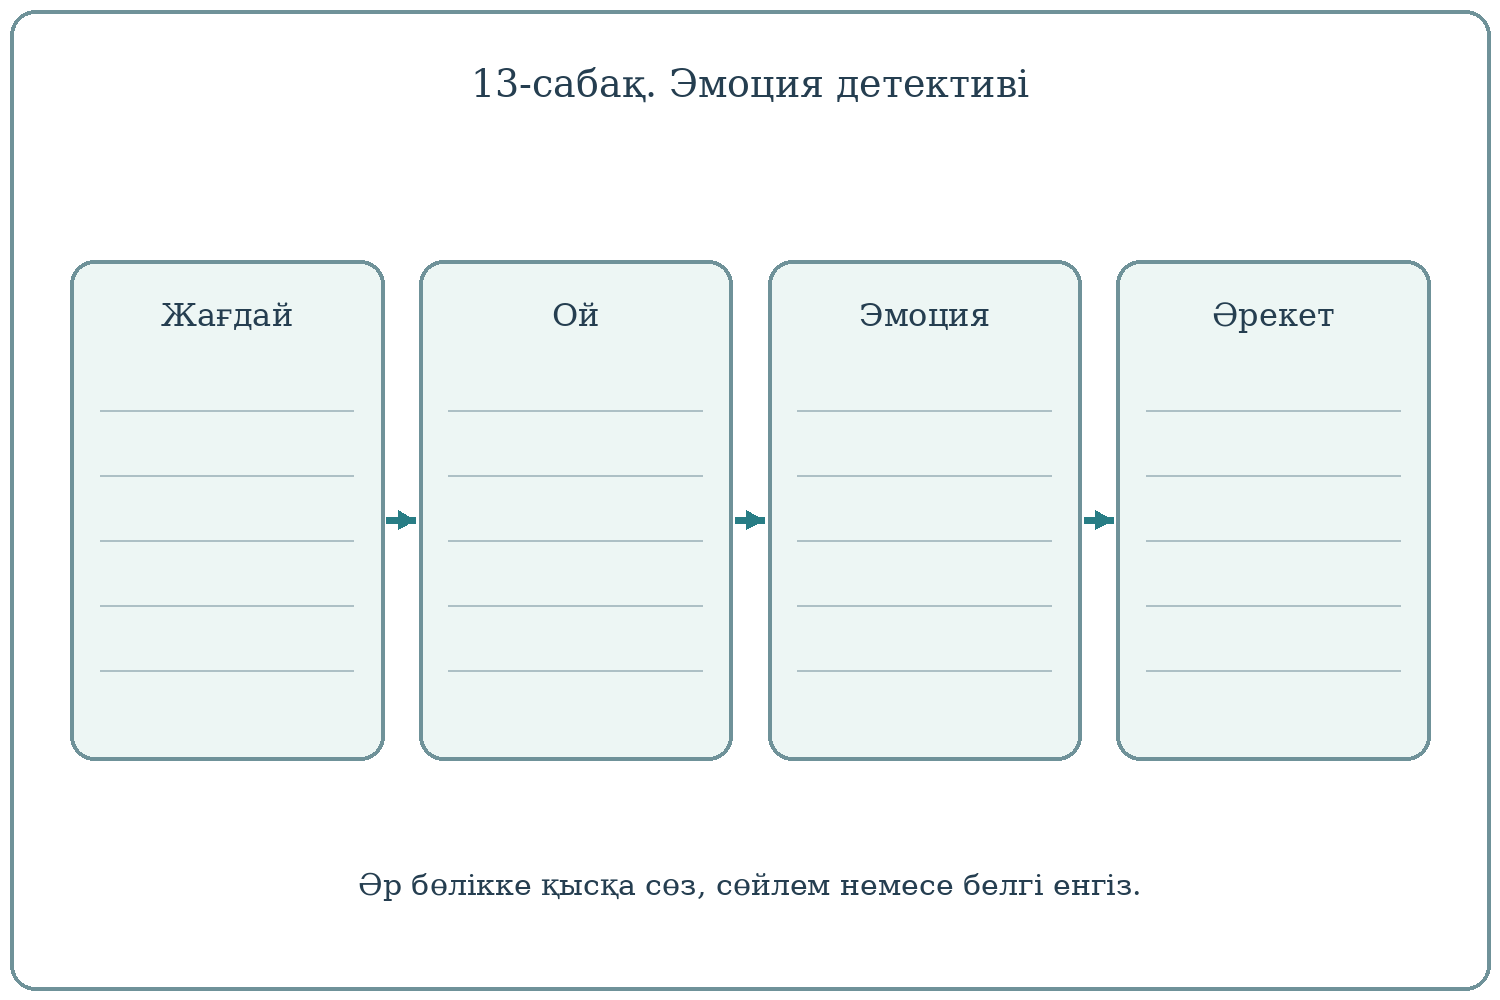 13-сабақ. Эмоция детективі
Жағдай
Ой
Эмоция
Әрекет
Әр бөлікке қысқа сөз, сөйлем немесе белгі енгіз.